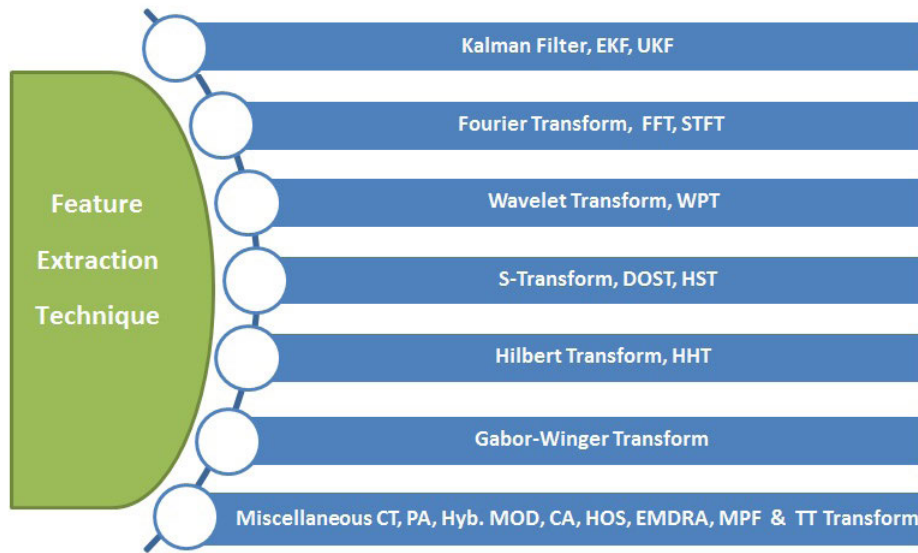 Feature
Extraction
Technique
Kalman Filter, EKF, UKF
Fourier Transform, FFT, STFT
Wavelet Transform, WPT
S-Transform, DOST, HST
Hilbert Transform, HHT
Gabor-Winger Transform
Miscellaneous CT, PA, Hyb. MOD, CA, HOS, EMDRA, MPF & TT Transform